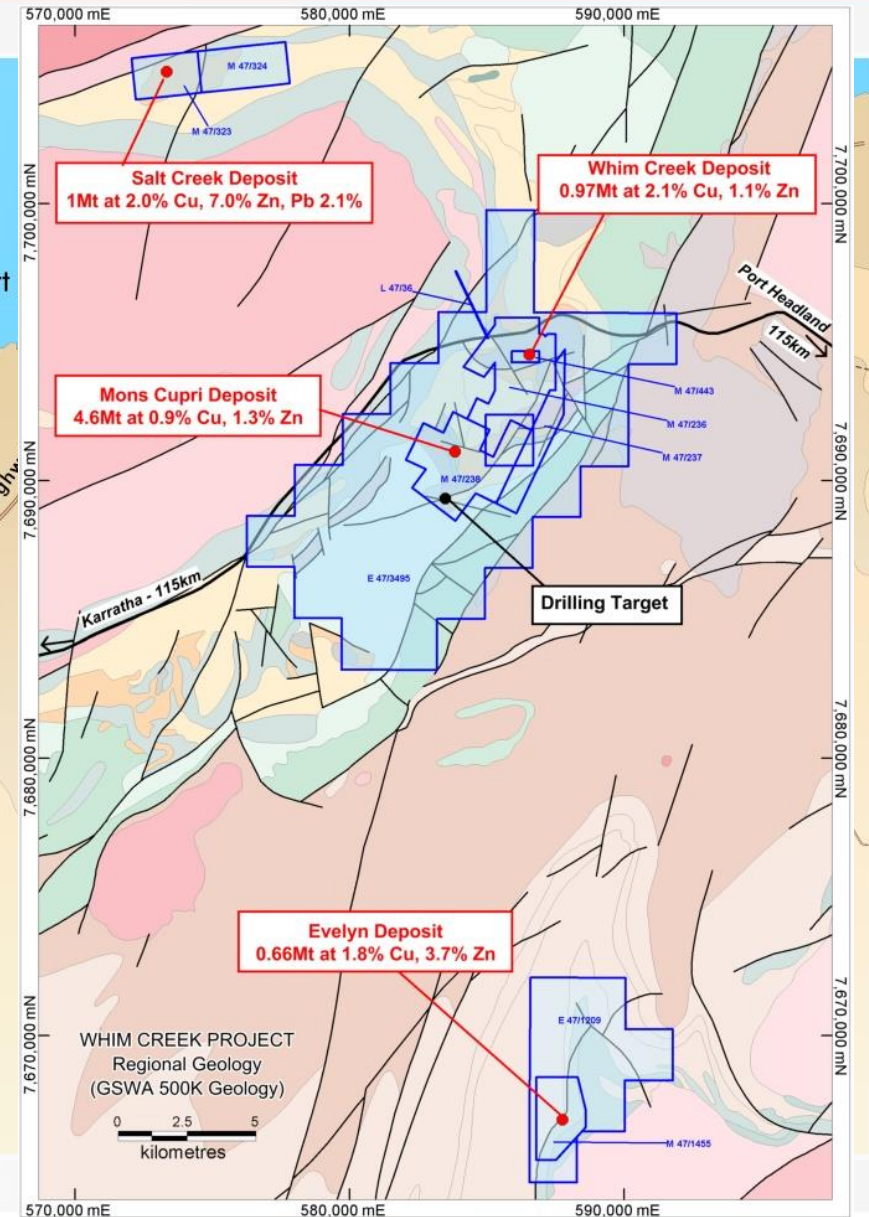 570,000 mE
580,000 mE
590,000 mE
M 47/324
M 47/323
Salt Creek Deposit
1Mt at 2.0% Cu, 7.0% Zn, Pb 2.1%
Whim Creek Deposit
0.97Mt at 2.1% Cu, 1.1% Zn
7,700,000 mN
7,700,000 mN
L 47/36
Port Headland
115km
Mons Cupri Deposit
4.6Mt at 0.9% Cu, 1.3% Zn
M 47/443
M 47/236
M 47/237
M 47/238
7,690,000 mN
7,690,000 mN
E 47/3495
Karratha - 115km
Drilling Target
7,680,000 mN
7,680,000 mN
Evelyn Deposit
0.66Mt at 1.8% Cu, 3.7% Zn
7,670,000 mN
7,670,000 mN
E 47/1209
WHIM CREEK PROJECT
Regional Geology
(GSWA 500K Geology)
0 2.5 5
kilometres
M 47/1455
570,000 mE
580,000 mE
590,000 mE